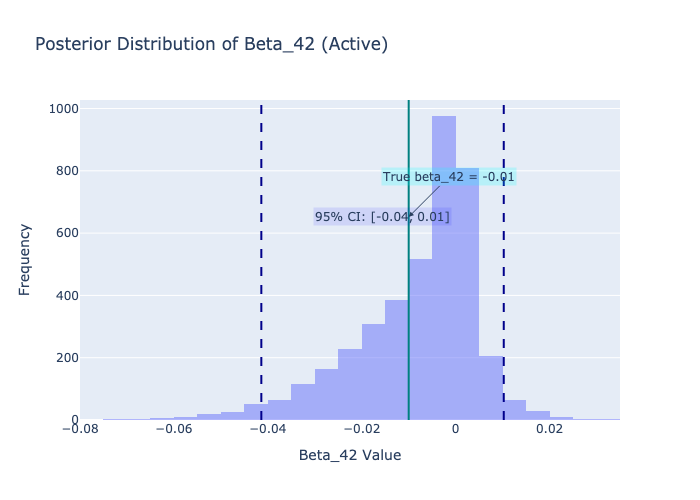 Posterior Distribution of Beta_42 (Active)
1000
800
True beta_42 = -0.01
95% CI: [-0.04, 0.01]
600
Frequency
400
200
0
−0.08
−0.06
−0.04
−0.02
0
0.02
Beta_42 Value